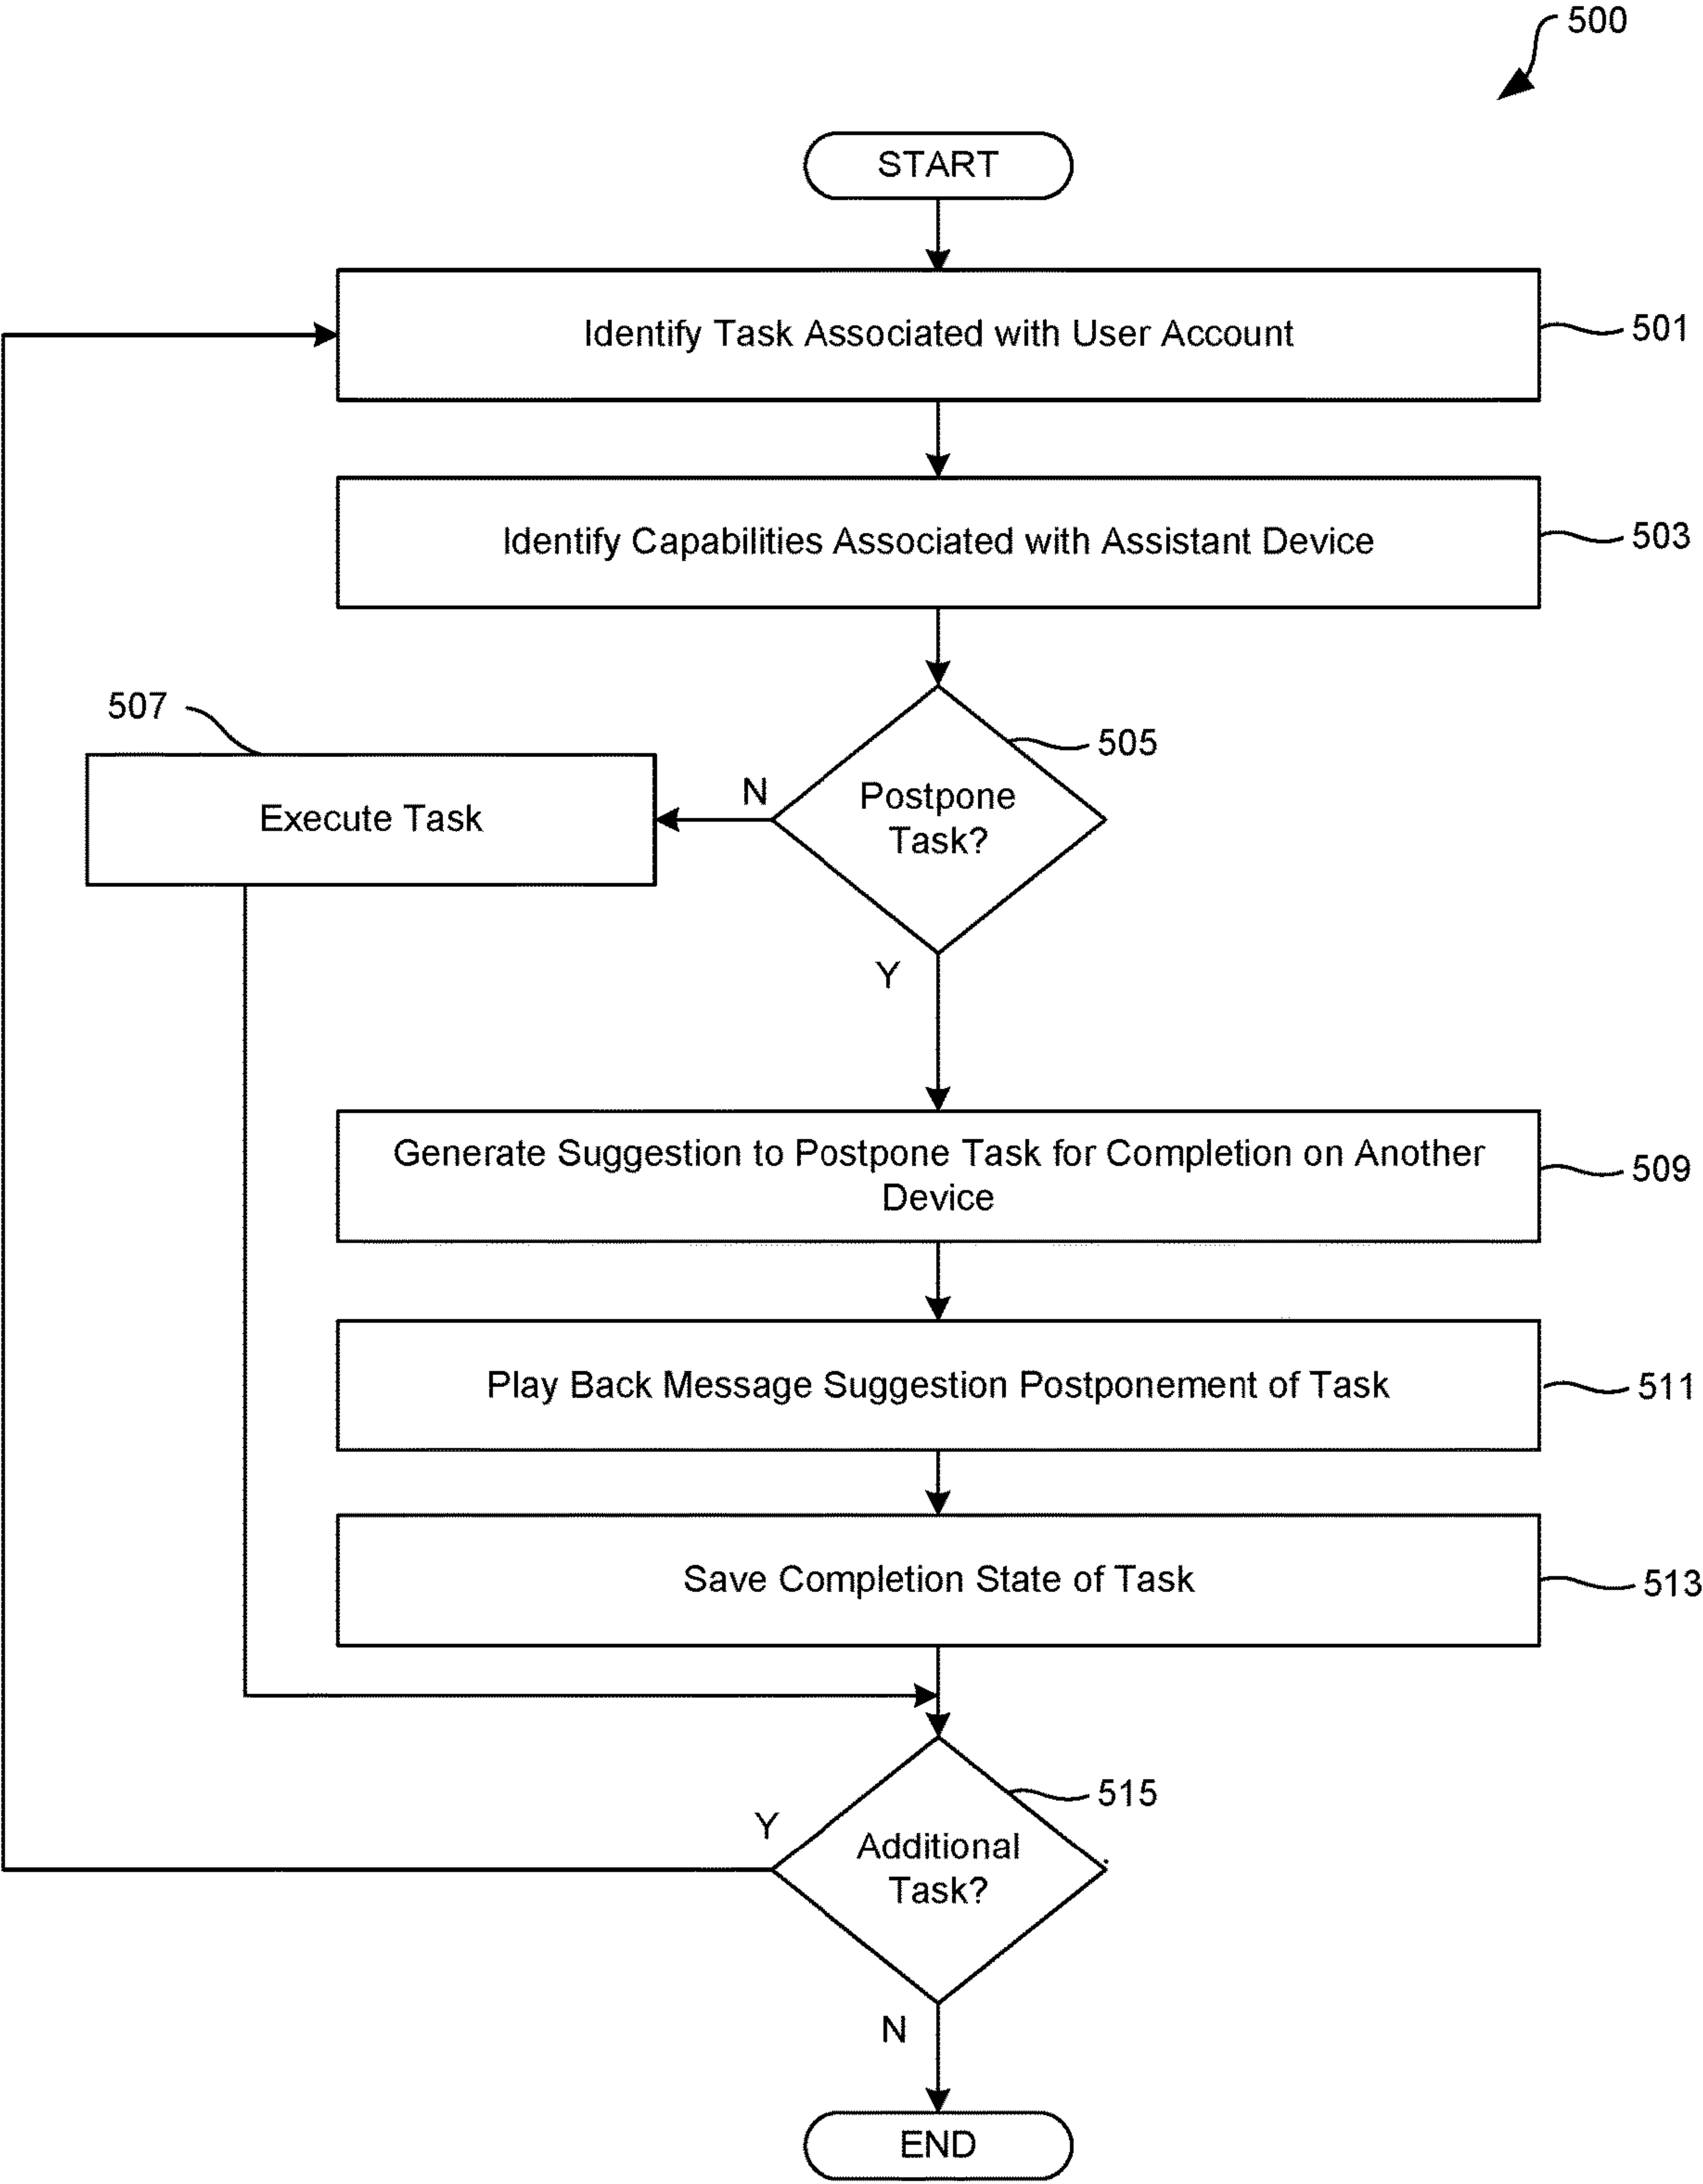 500
START
Identify Task Associated with User Account
501
Identify Capabilities Associated with Assistant Device
503
507
505
Execute Task
N
Postpone
Task?
Y
Generate Suggestion to Postpone Task for Completion on Another
Device
509
Play Back Message Suggestion Postponement of Task
511
Save Completion State of Task
513
515
Y
Additional
Task?
N
END